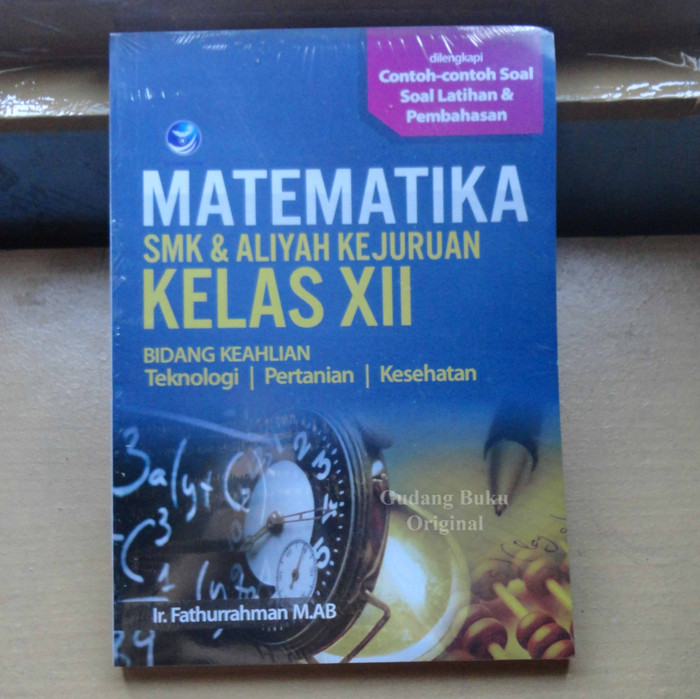 dilengkapi
Contoh-contoh Soal
Soal Latihan &
Pembahasan
MATEMATIKA
SMK & ALIYAH KEJURUAN
KELAS XII
BIDANG KEAHLIAN
Teknologi | Pertanian | Kesehatan
Gudang Buku
Original
Ir. Fathurrahman M.AB